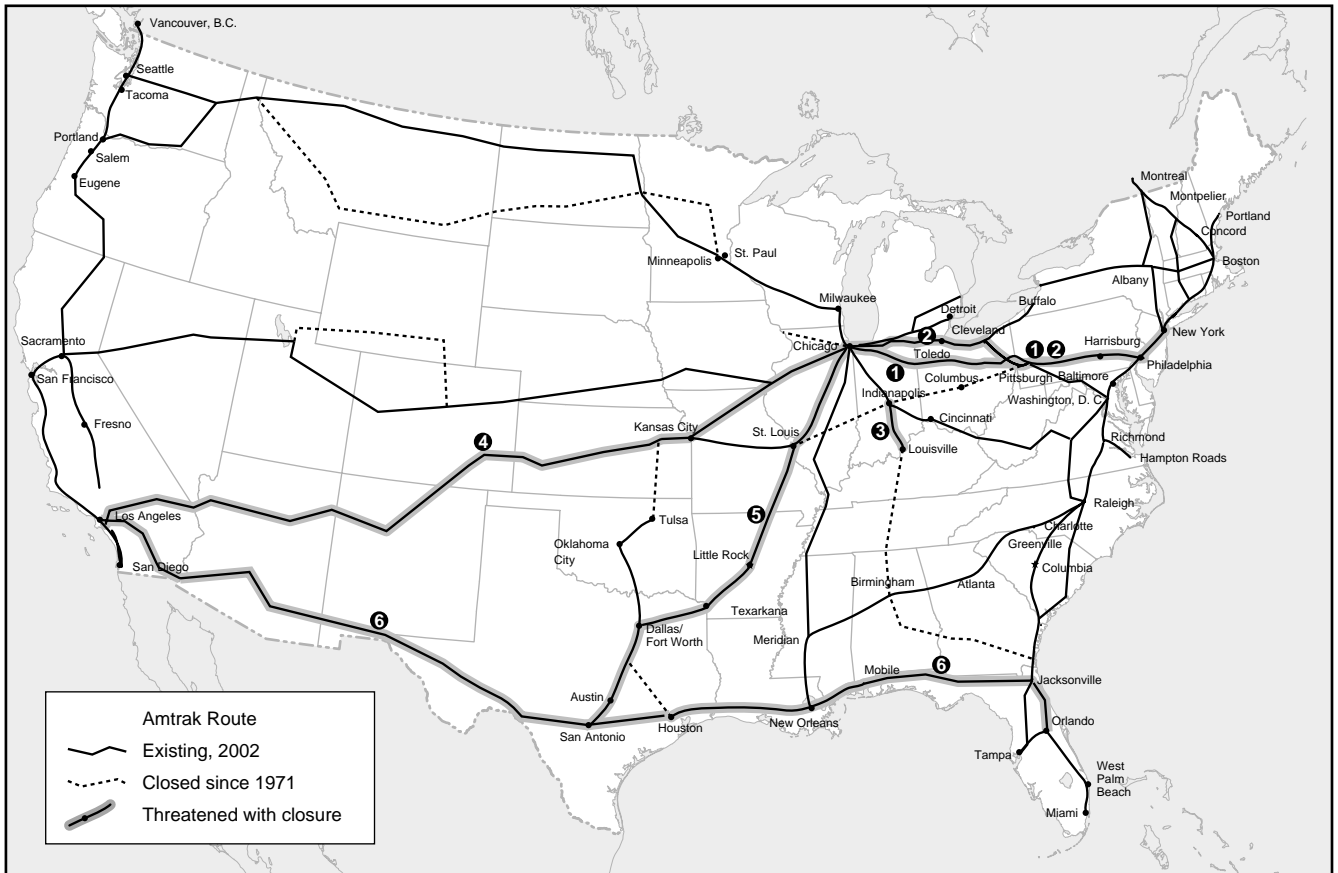 Vancouver, B.C.
Seattle
Tacoma
Portland
Salem
Eugene
Sacramento
San Francisco
Fresno
Los Angeles
San Diego
Minneapolis
St. Paul
Milwaukee
Chicago
Detroit
Cleveland
Toledo
Buffalo
Albany
Montreal
Montpelier
Portland
Concord
Boston
New York
Philadelphia
Harrisburg
Pittsburgh
Baltimore
Washington, D. C.
Columbus
Indianapolis
Cincinnati
Louisville
Richmond
Hampton Roads
Raleigh
Charlotte
Greenville
Columbia
Atlanta
Birmingham
Meridian
Mobile
Jacksonville
Orlando
Tampa
West
Palm
Beach
Miami
New Orleans
Houston
San Antonio
Austin
Dallas/
Fort Worth
Texarkana
Little Rock
Oklahoma
City
Tulsa
Kansas City
St. Louis
2
1 2
1
3
4
5
6
6
Amtrak Route
Existing, 2002
Closed since 1971
Threatened with closure